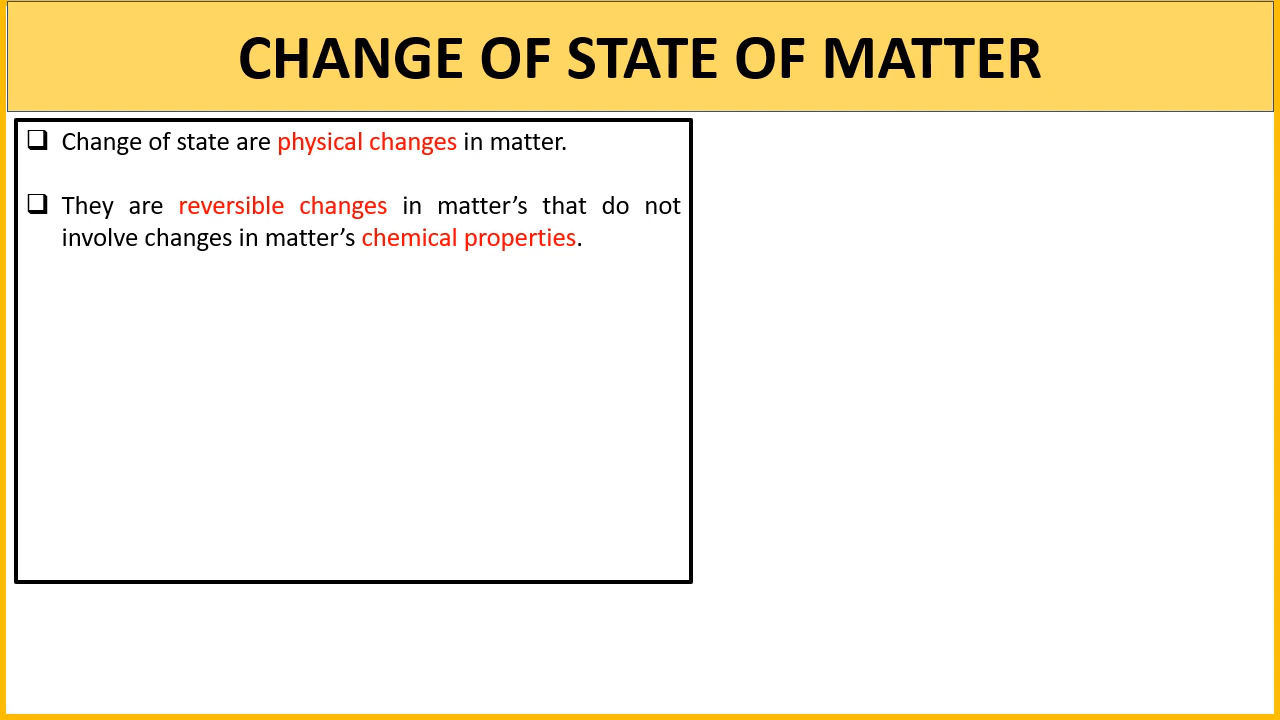 CHANGE OF STATE OF MATTER
❑ Change of state are physical changes in matter.
❑ They are reversible changes in matter’s that do not
involve changes in matter’s chemical properties.